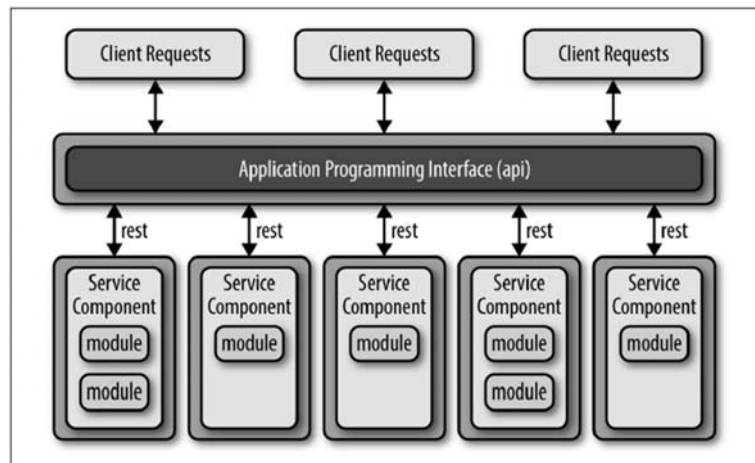 Client Requests
Client Requests
Client Requests
Application Programming Interface (api)
rest
rest
rest
rest
rest
Service
Component
module
module
Service
Component
module
Service
Component
module
Service
Component
module
module
Service
Component
module